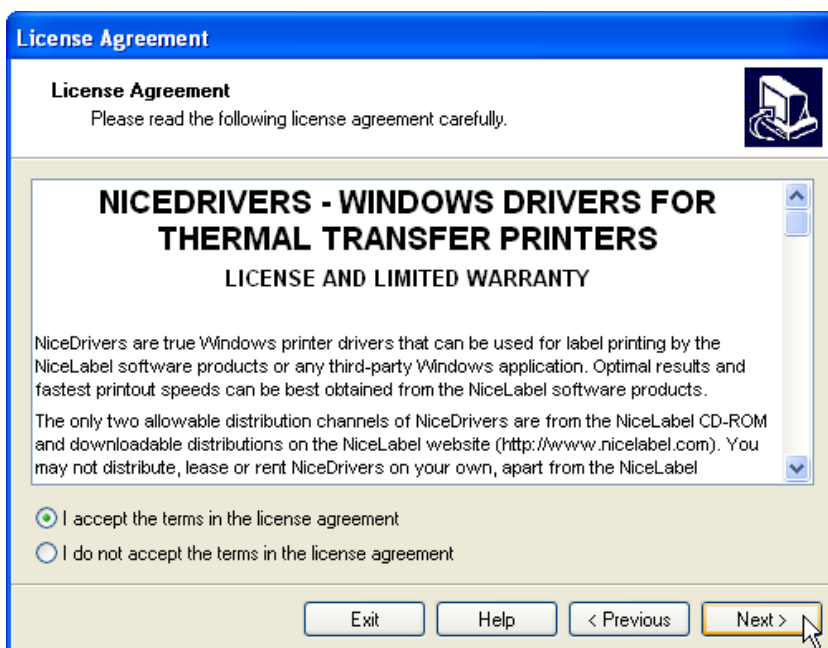 License Agreement
License Agreement
Please read the following license agreement carefully.
NICEDRIVERS - WINDOWS DRIVERS FOR
THERMAL TRANSFER PRINTERS
LICENSE AND LIMITED WARRANTY
NiceDrivers are true Windows printer drivers that can be used for label printing by the
NiceLabel software products or any third-party Windows application. Optimal results and
fastest printout speeds can be best obtained from the NiceLabel software products.
The only two allowable distribution channels of NiceDrivers are from the NiceLabel CD-ROM
and downloadable distributions on the NiceLabel website (http://www.nicelabel.com). You
may not distribute, lease or rent NiceDrivers on your own, apart from the NiceLabel
I accept the terms in the license agreement
I do not accept the terms in the license agreement
Exit Help < Previous Next >